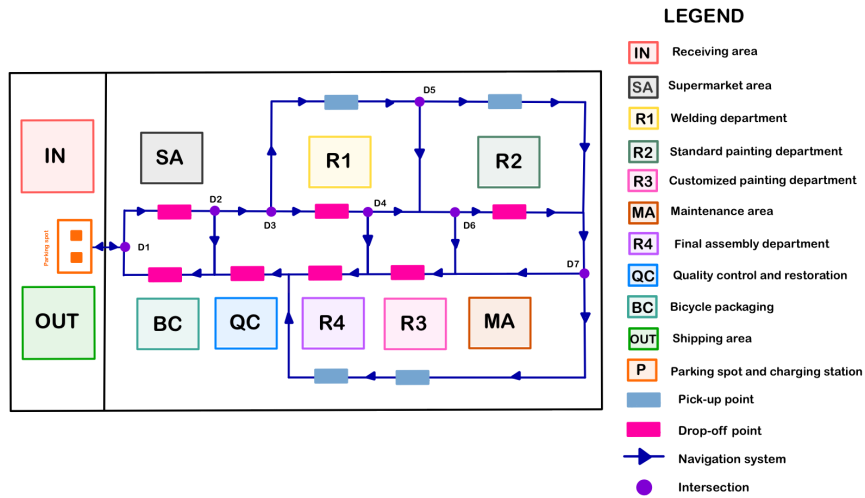 LEGEND
IN Receiving area
SA Supermarket area
R1 Welding department
R2 Standard painting department
R3 Customized painting department
MA Maintenance area
R4 Final assembly department
QC Quality control and restoration
BC Bicycle packaging
OUT Shipping area
P Parking spot and charging station
Pick-up point
Drop-off point
Navigation system
Intersection
D5
IN
SA
R1
R2
D2
D3
D4
D6
Parking spot
D1
D7
OUT
BC
QC
R4
R3
MA